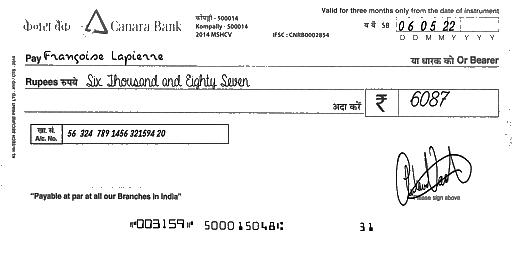 केनरा बैंक Canara Bank
कोंपल्ली - 500014
Kompally - 500014
2014 MSHCV
IFSC : CNRB0002854
Valid for three months only from the date of instrument
SB 06 05 22
D D M M Y Y Y Y
Pay Françoise Lapierre या धारक को Or Bearer
Rupees रुपये Six Thousand and Eighty Seven
अदा करें ₹ 6087
खा. सं.
A/c. No. 56 324 789 1456 321594 20
Please sign above
"Payable at par at all our Branches in India"
⑈003159⑈ 500015048⑆ 31